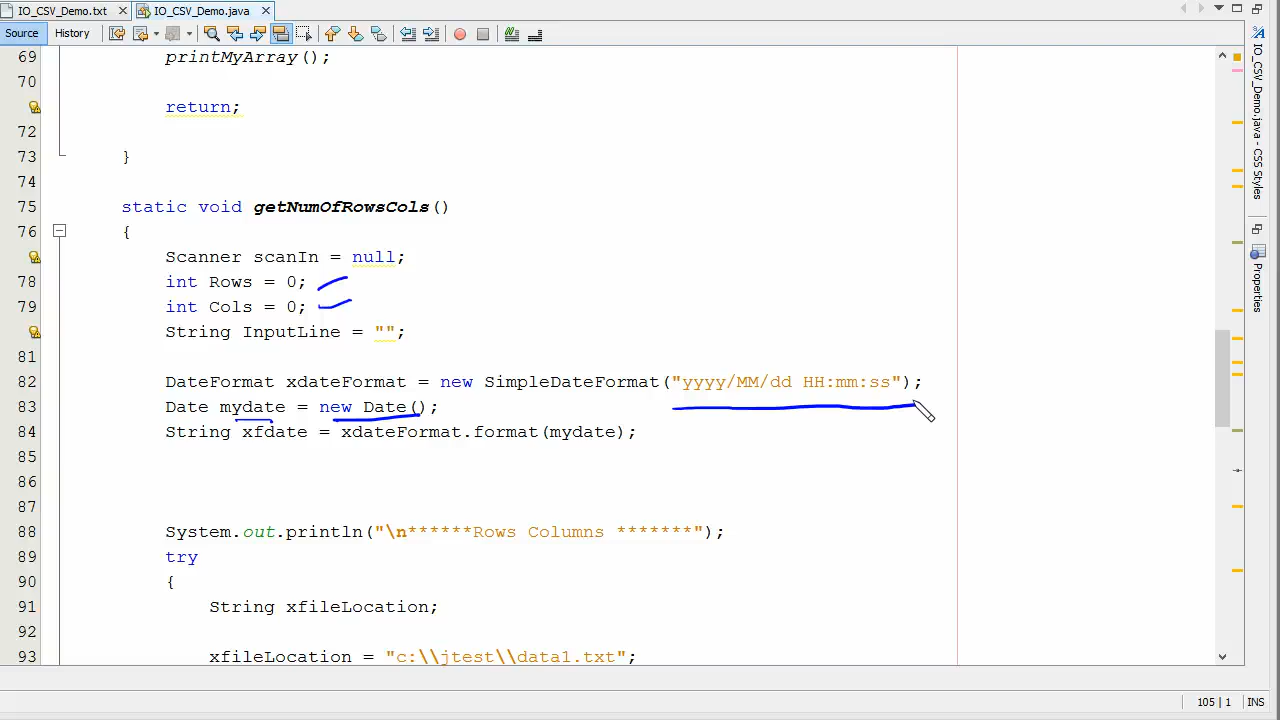 IO_CSV_Demo.txt IO_CSV_Demo.java
Source History
69 printMyArray();
70
return;
72
73 }
74
75 static void getNumOfRowsCols()
76 {
Scanner scanIn = null;
78 int Rows = 0;
79 int Cols = 0;
String InputLine = "";
81
82 DateFormat xdateFormat = new SimpleDateFormat("yyyy/MM/dd HH:mm:ss");
83 Date mydate = new Date();
84 String xfdate = xdateFormat.format(mydate);
85
86
87
88 System.out.println("\n******Rows Columns *******");
89 try
90 {
91 String xfileLocation;
92
93 xfileLocation = "c:\\jtest\\data1.txt";
IO_CSV_Demo.java - CSS Styles
Properties
105 | 1 INS